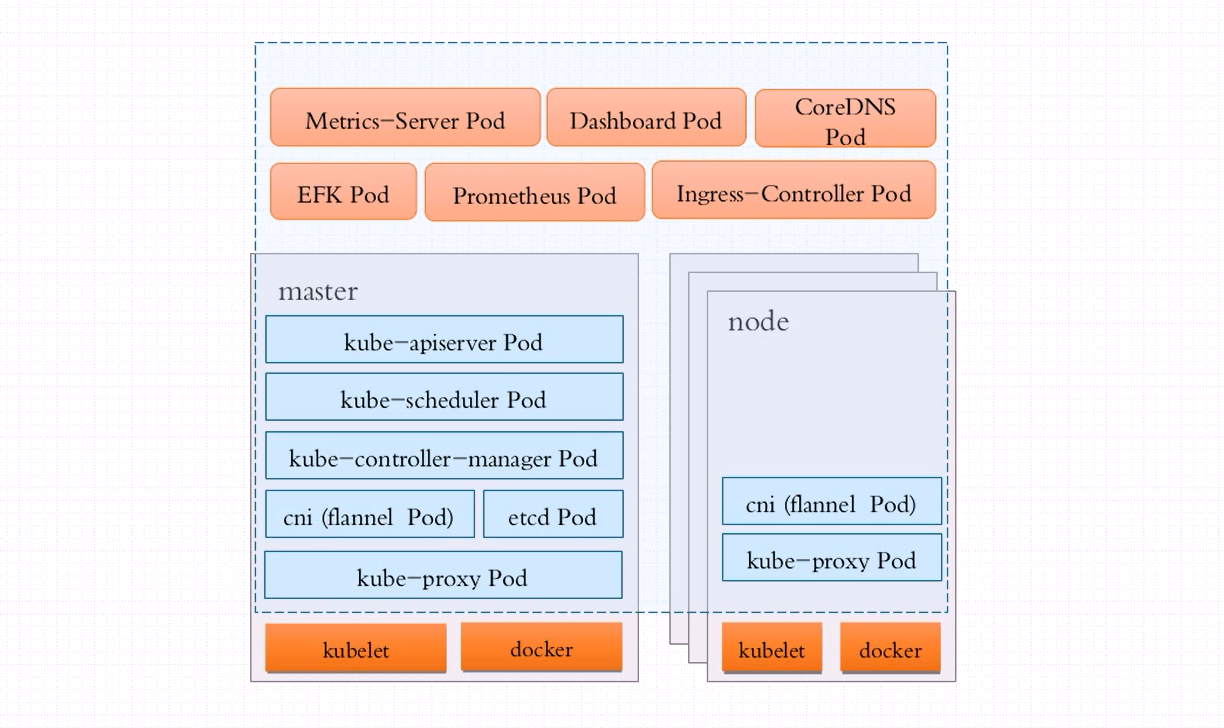 Metrics-Server Pod
Dashboard Pod
CoreDNS
Pod
EFK Pod
Prometheus Pod
Ingress-Controller Pod
master
kube-apiserver Pod
kube-scheduler Pod
kube-controller-manager Pod
cni (flannel Pod)
etcd Pod
kube-proxy Pod
kubelet
docker
node
cni (flannel Pod)
kube-proxy Pod
kubelet
docker